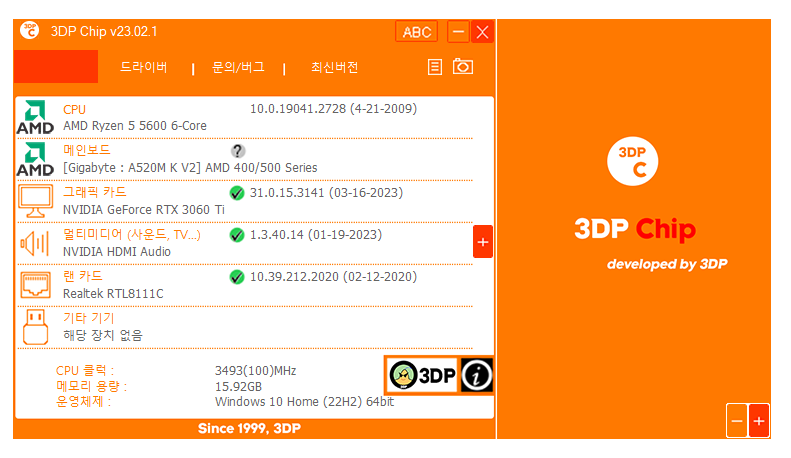 3DP
C
3DP Chip v23.02.1
ABC
드라이버 | 문의/버그 | 최신버전
AMD
CPU
10.0.19041.2728 (4-21-2009)
AMD Ryzen 5 5600 6-Core
AMD
메인보드
?
[Gigabyte : A520M K V2] AMD 400/500 Series
그래픽 카드
31.0.15.3141 (03-16-2023)
NVIDIA GeForce RTX 3060 Ti
멀티미디어 (사운드, TV...)
1.3.40.14 (01-19-2023)
NVIDIA HDMI Audio
+
랜 카드
10.39.212.2020 (02-12-2020)
Realtek RTL8111C
기타 기기
해당 장치 없음
CPU 클럭 :
3493(100)MHz
메모리 용량 :
15.92GB
운영체제 :
Windows 10 Home (22H2) 64bit
3DP i
Since 1999, 3DP
3DP
C
3DP Chip
developed by 3DP
− +